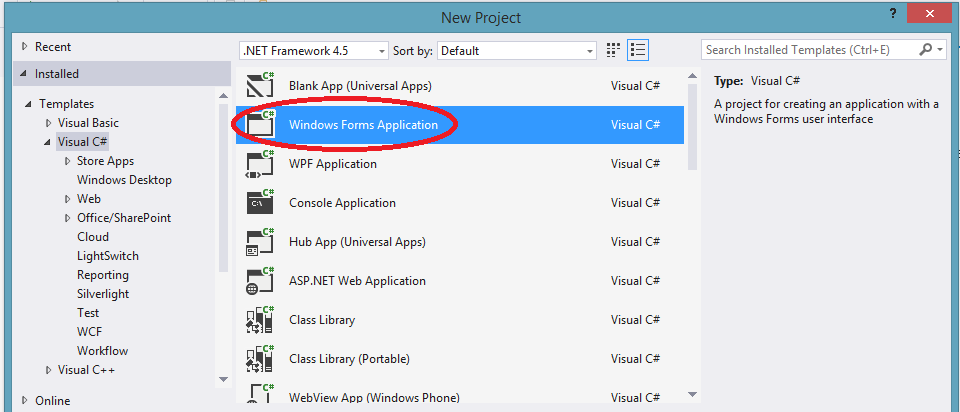 New Project
?
Recent
.NET Framework 4.5
Sort by:
Default
Search Installed Templates (Ctrl+E)
Installed
Templates
Visual Basic
Visual C#
Store Apps
Windows Desktop
Web
Office/SharePoint
Cloud
LightSwitch
Reporting
Silverlight
Test
WCF
Workflow
Visual C++
Online
C# Blank App (Universal Apps) Visual C#
C# Windows Forms Application Visual C#
C# WPF Application Visual C#
C# C:\ Console Application Visual C#
C# Hub App (Universal Apps) Visual C#
C# ASP.NET Web Application Visual C#
C# Class Library Visual C#
C# Class Library (Portable) Visual C#
C# WebView App (Windows Phone) Visual C#
Type: Visual C#
A project for creating an application with a
Windows Forms user interface